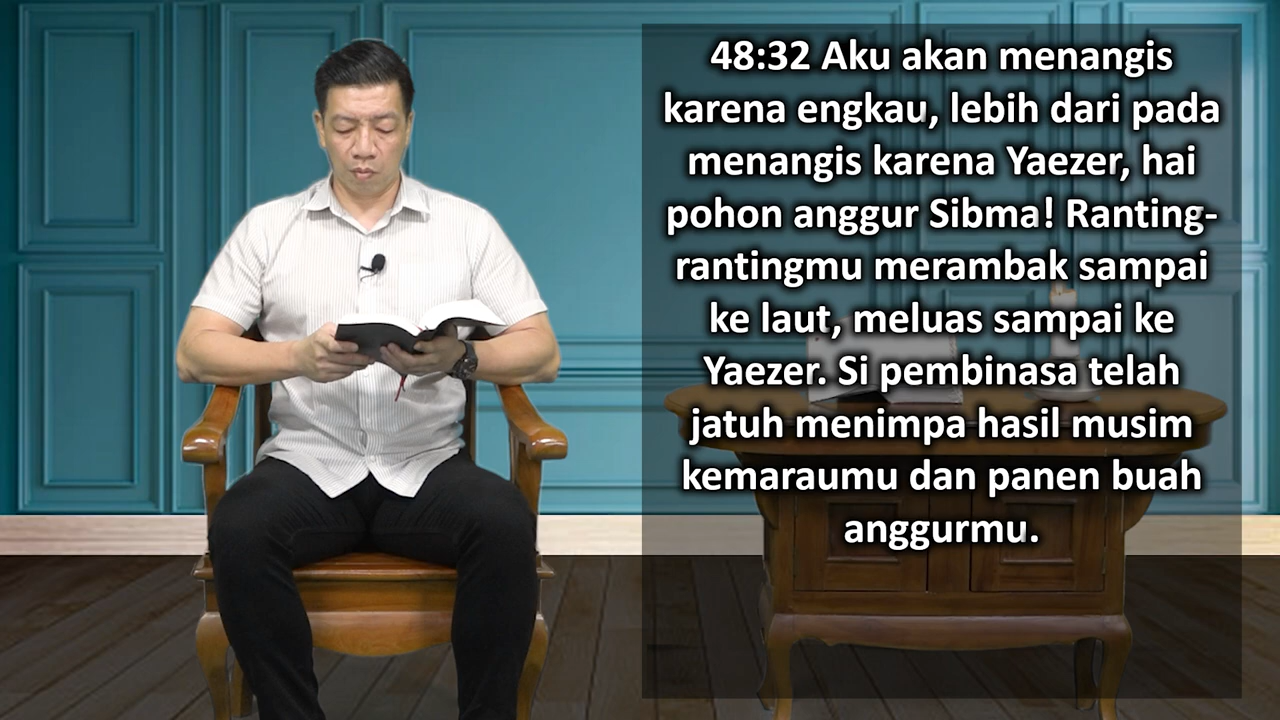 48:32 Aku akan menangis
karena engkau, lebih dari pada
menangis karena Yaezer, hai
pohon anggur Sibma! Ranting-
rantingmu merambak sampai
ke laut, meluas sampai ke
Yaezer. Si pembinasa telah
jatuh menimpa hasil musim
kemaraumu dan panen buah
anggurmu.